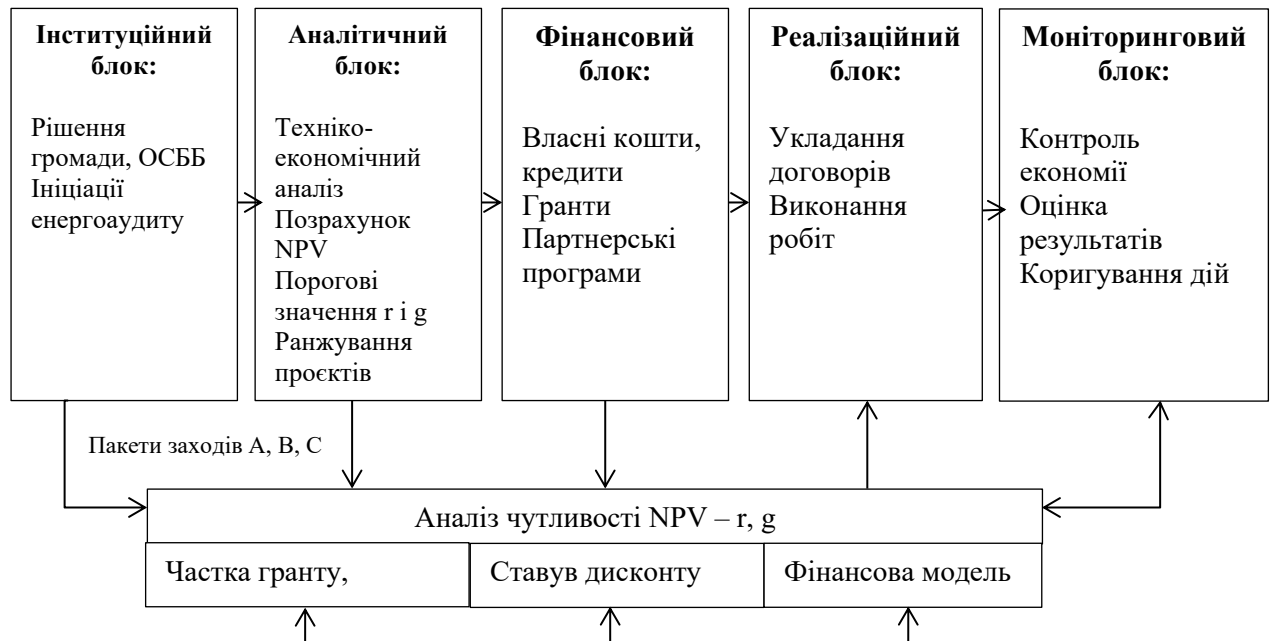 Інституційний
блок:
Рішення
громади, ОСББ
Ініціації
енергоаудиту
Аналітичний
блок:
Техніко-
економічний
аналіз
Позрахунок
NPV
Порогові
значення r і g
Ранжування
проєктів
Фінансовий
блок:
Власні кошти,
кредити
Гранти
Партнерські
програми
Реалізаційний
блок:
Укладання
договорів
Виконання
робіт
Моніторинговий
блок:
Контроль
економії
Оцінка
результатів
Коригування дій
Пакети заходів А, В, С
Аналіз чутливості NPV – r, g
Частка гранту,
Ставув дисконту
Фінансова модель